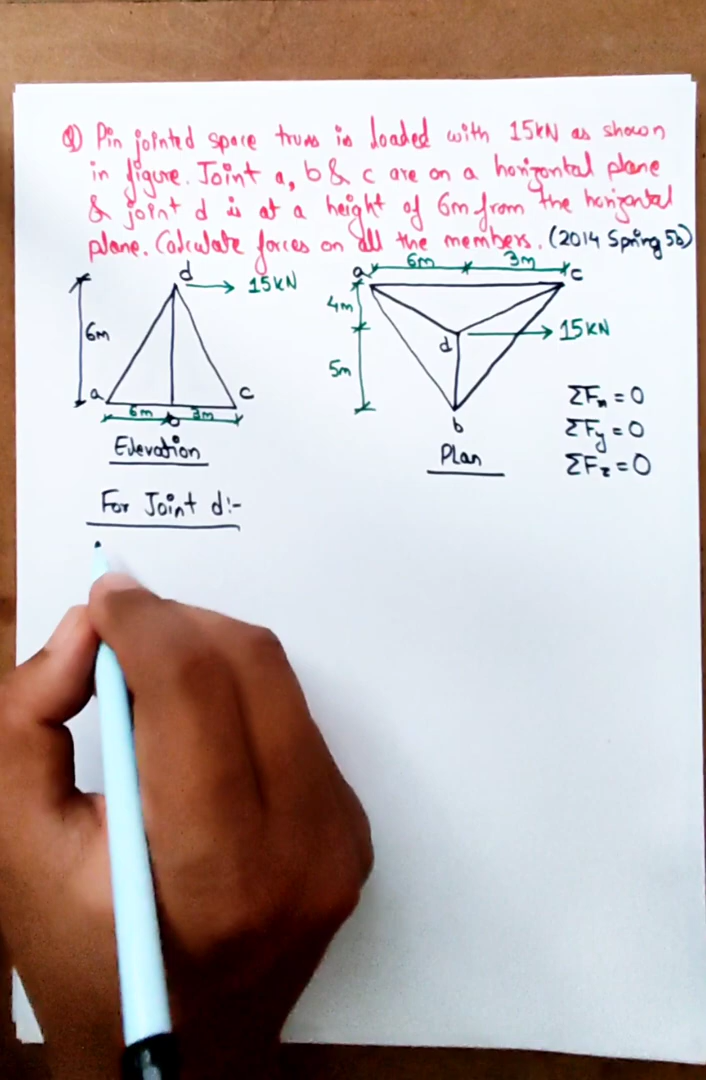 Q) Pin jointed space truss is loaded with 15kN as shown
in figure. Joint a, b & c are on a horizontal plane
& joint d is at a height of 6m from the horizontal
plane. Calculate forces on all the members. (2014 Spring 5b)
d
15kN
6m
a
c
6m
b
3m
Elevation
a
6m
3m
c
4m
d
15KN
5m
b
Plan
ΣFx = 0
ΣFy = 0
ΣFz = 0
For Joint d:-